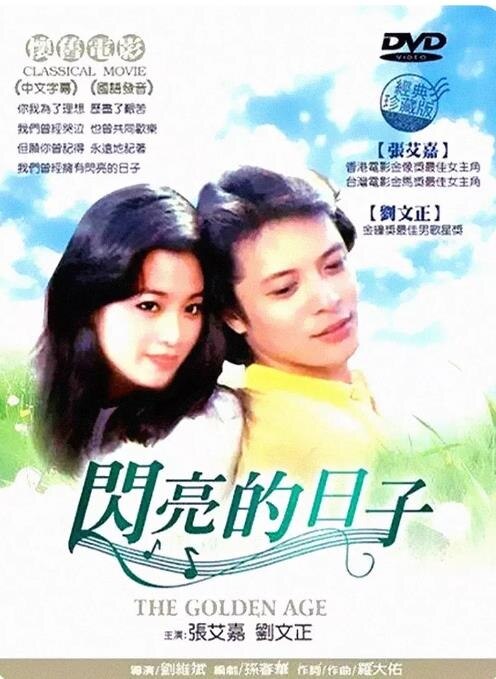 懷舊電影
CLASSICAL MOVIE
(中文字幕) (國語發音)
你我為了理想 歷盡了艱苦
我們曾經哭泣 也曾共同歡樂
但願你曾記得 永遠地記著
我們曾經擁有閃亮的日子
DVD
VIDEO
經典
珍藏版
【張艾嘉】
香港電影金像獎最佳女主角
台灣電影金馬獎最佳女主角
【劉文正】
金鐘獎最佳男歌星獎
閃亮的日子
THE GOLDEN AGE
主演:張艾嘉 劉文正
導演/劉維斌 編劇/孫春華 作詞/作曲/羅大佑